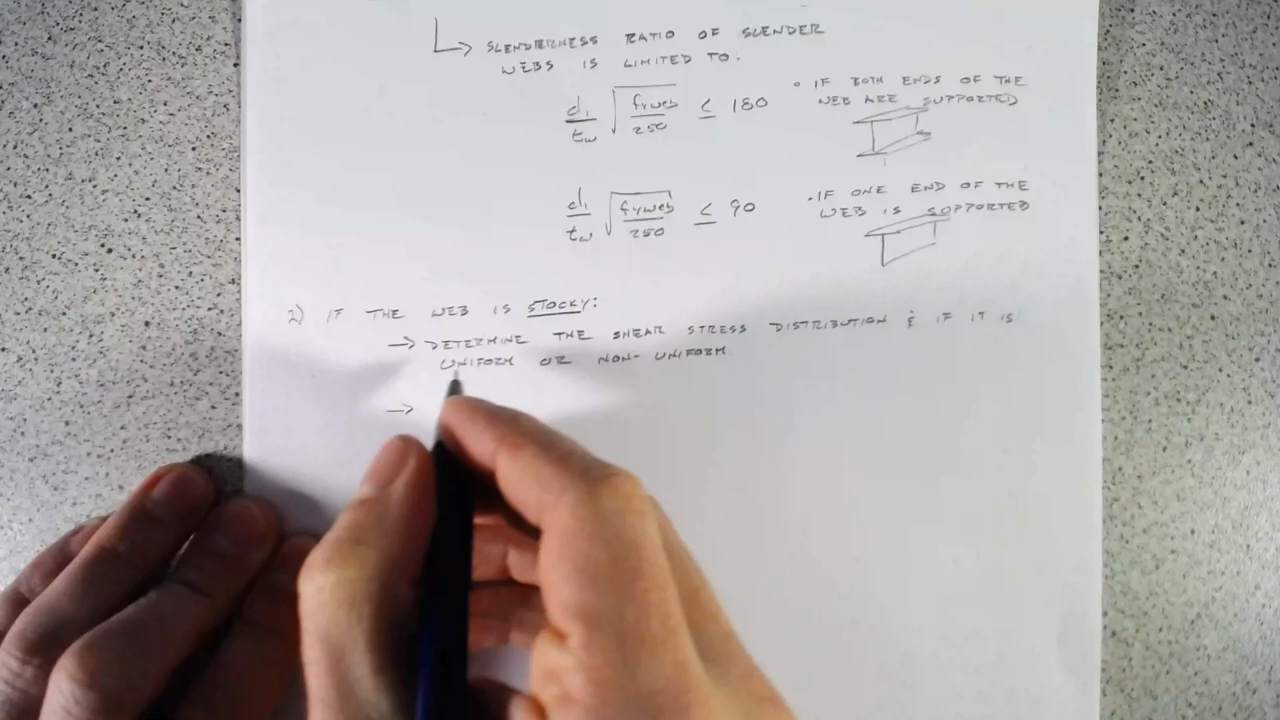 ↳ SLENDERNESS RATIO OF SLENDER
WEBS IS LIMITED TO:
d₁/tw √(fyweb/250) ≤ 180
• IF BOTH ENDS OF THE
WEB ARE SUPPORTED
d₁/tw √(fyweb/250) ≤ 90
• IF ONE END OF THE
WEB IS SUPPORTED
2) IF THE WEB IS STOCKY:
→ DETERMINE THE SHEAR STRESS DISTRIBUTION & IF IT IS
UNIFORM OR NON-UNIFORM
→